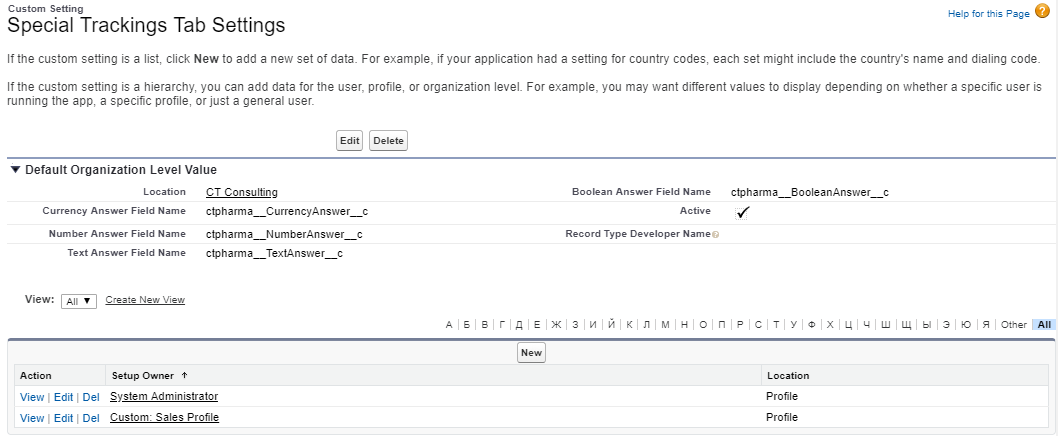 Custom Setting
Special Trackings Tab Settings
Help for this Page ?
If the custom setting is a list, click New to add a new set of data. For example, if your application had a setting for country codes, each set might include the country's name and dialing code.
If the custom setting is a hierarchy, you can add data for the user, profile, or organization level. For example, you may want different values to display depending on whether a specific user is
running the app, a specific profile, or just a general user.
Edit Delete
Default Organization Level Value
Location CT Consulting Boolean Answer Field Name ctpharma__BooleanAnswer__c
Currency Answer Field Name ctpharma__CurrencyAnswer__c Active
Number Answer Field Name ctpharma__NumberAnswer__c Record Type Developer Name
Text Answer Field Name ctpharma__TextAnswer__c
View: All Create New View
А | Б | В | Г | Д | Е | Ж | З | И | Й | К | Л | М | Н | О | П | Р | С | Т | У | Ф | Х | Ц | Ч | Ш | Щ | Ы | Э | Ю | Я | Other | All
New
Action Setup Owner ↑ Location
View | Edit | Del System Administrator Profile
View | Edit | Del Custom: Sales Profile Profile